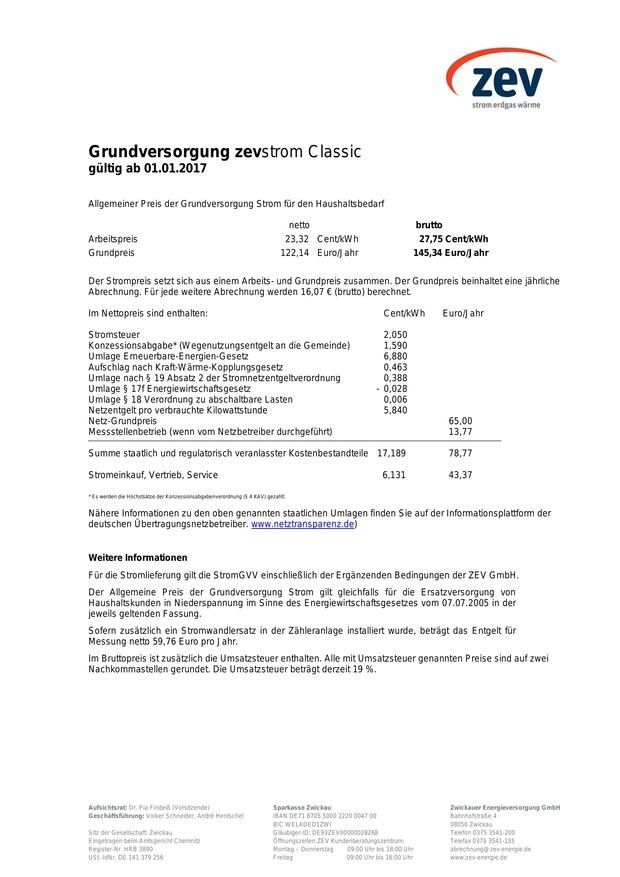 zev
strom erdgas wärme
Grundversorgung zevstrom Classic
gültig ab 01.01.2017
Allgemeiner Preis der Grundversorgung Strom für den Haushaltsbedarf
netto brutto
Arbeitspreis 23,32 Cent/kWh 27,75 Cent/kWh
Grundpreis 122,14 Euro/Jahr 145,34 Euro/Jahr
Der Strompreis setzt sich aus einem Arbeits- und Grundpreis zusammen. Der Grundpreis beinhaltet eine jährliche
Abrechnung. Für jede weitere Abrechnung werden 16,07 € (brutto) berechnet.
Im Nettopreis sind enthalten: Cent/kWh Euro/Jahr
Stromsteuer 2,050
Konzessionsabgabe* (Wegenutzungsentgelt an die Gemeinde) 1,590
Umlage Erneuerbare-Energien-Gesetz 6,880
Aufschlag nach Kraft-Wärme-Kopplungsgesetz 0,463
Umlage nach § 19 Absatz 2 der Stromnetzentgeltverordnung 0,388
Umlage § 17f Energiewirtschaftsgesetz - 0,028
Umlage § 18 Verordnung zu abschaltbare Lasten 0,006
Netzentgelt pro verbrauchte Kilowattstunde 5,840
Netz-Grundpreis 65,00
Messstellenbetrieb (wenn vom Netzbetreiber durchgeführt) 13,77
Summe staatlich und regulatorisch veranlasster Kostenbestandteile 17,189 78,77
Stromeinkauf, Vertrieb, Service 6,131 43,37
* Es werden die Höchstsätze der Konzessionsabgabenverordnung (§ 4 KAV) gezahlt.
Nähere Informationen zu den oben genannten staatlichen Umlagen finden Sie auf der Informationsplattform der
deutschen Übertragungsnetzbetreiber. www.netztransparenz.de)
Weitere Informationen
Für die Stromlieferung gilt die StromGVV einschließlich der Ergänzenden Bedingungen der ZEV GmbH.
Der Allgemeine Preis der Grundversorgung Strom gilt gleichfalls für die Ersatzversorgung von
Haushaltskunden in Niederspannung im Sinne des Energiewirtschaftsgesetzes vom 07.07.2005 in der
jeweils geltenden Fassung.
Sofern zusätzlich ein Stromwandlersatz in der Zähleranlage installiert wurde, beträgt das Entgelt für
Messung netto 59,76 Euro pro Jahr.
Im Bruttopreis ist zusätzlich die Umsatzsteuer enthalten. Alle mit Umsatzsteuer genannten Preise sind auf zwei
Nachkommastellen gerundet. Die Umsatzsteuer beträgt derzeit 19 %.
Aufsichtsrat: Dr. Pia Findeiß (Vorsitzende)
Geschäftsführung: Volker Schneider, André Hentschel
Sitz der Gesellschaft: Zwickau
Eingetragen beim Amtsgericht Chemnitz
Register-Nr. HRB 3890
USt.-IdNr. DE 141 379 256
Sparkasse Zwickau
IBAN DE71 8705 5000 2220 0047 00
BIC WELADED1ZWI
Gläubiger-ID: DE93ZEV00000028268
Öffnungszeiten ZEV Kundenberatungszentrum:
Montag – Donnerstag 09:00 Uhr bis 18:00 Uhr
Freitag 09:00 Uhr bis 16:00 Uhr
Zwickauer Energieversorgung GmbH
Bahnhofstraße 4
08056 Zwickau
Telefon 0375 3541-200
Telefax 0375 3541-155
abrechnung@zev-energie.de
www.zev-energie.de